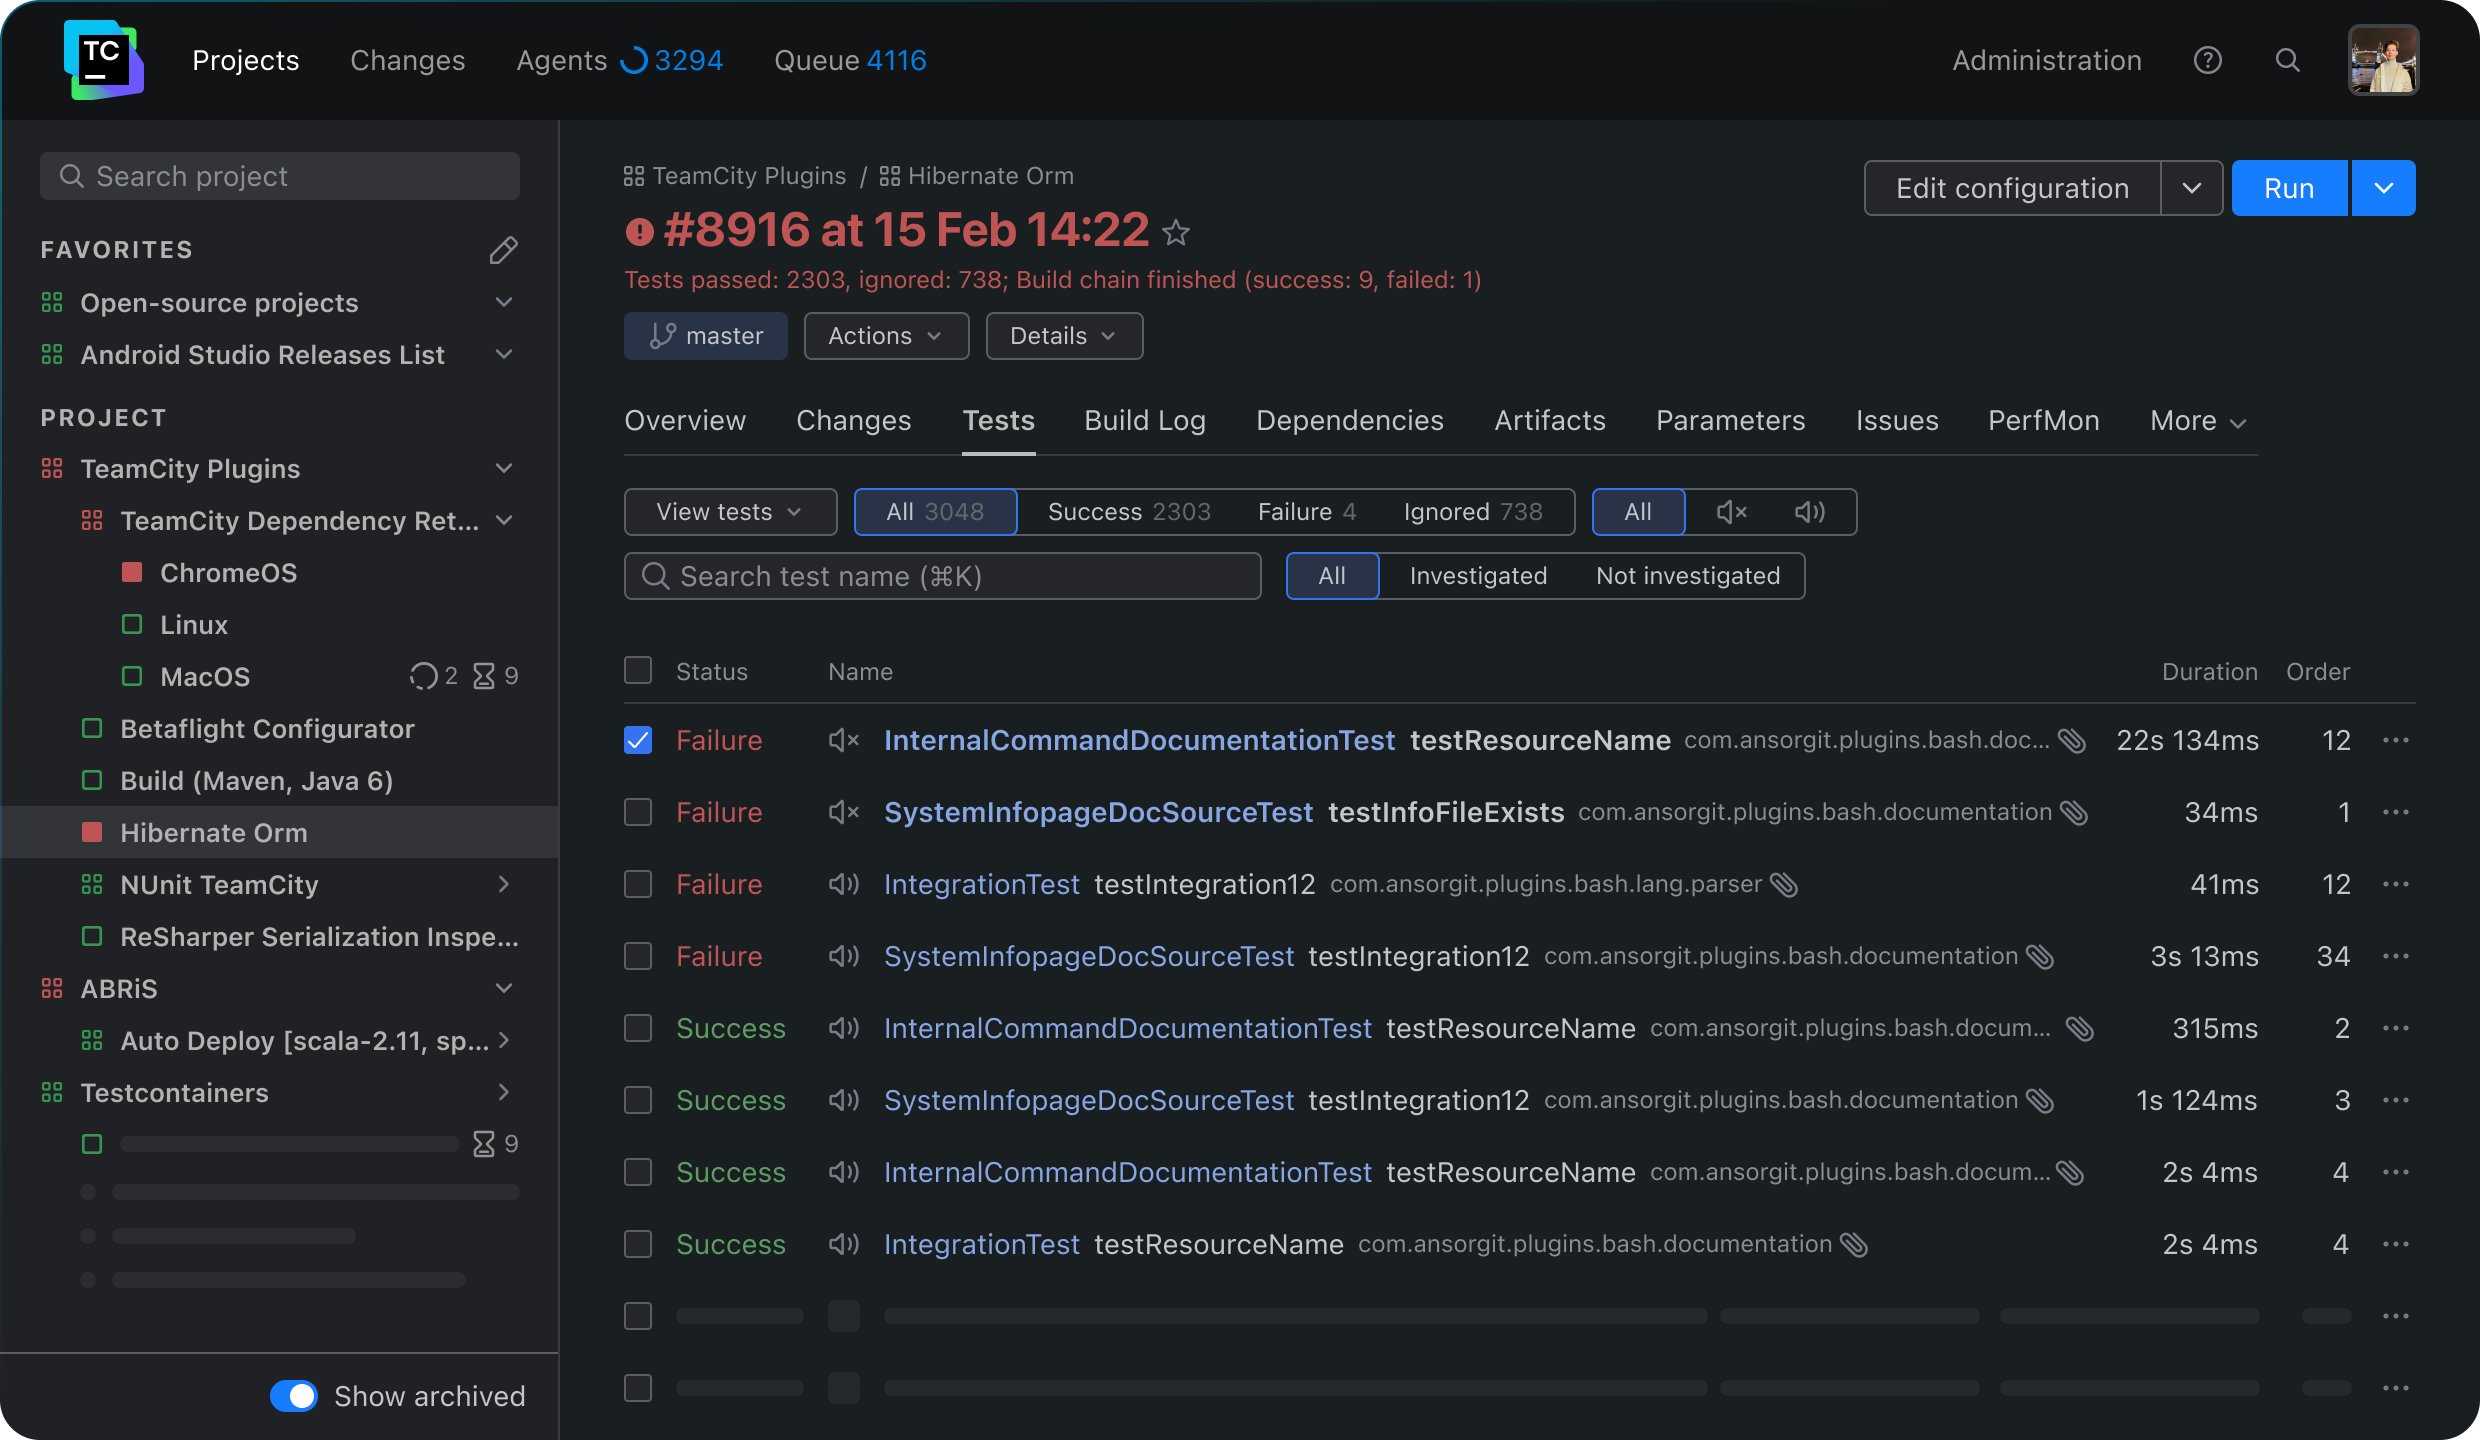 TC
Projects Changes Agents 3294 Queue 4116 Administration
Search project
FAVORITES
Open-source projects
Android Studio Releases List
PROJECT
TeamCity Plugins
TeamCity Dependency Ret...
ChromeOS
Linux
MacOS 2 9
Betaflight Configurator
Build (Maven, Java 6)
Hibernate Orm
NUnit TeamCity
ReSharper Serialization Inspe...
ABRiS
Auto Deploy [scala-2.11, sp...
Testcontainers
9
Show archived
TeamCity Plugins / Hibernate Orm
#8916 at 15 Feb 14:22
Tests passed: 2303, ignored: 738; Build chain finished (success: 9, failed: 1)
Edit configuration Run
master Actions Details
Overview Changes Tests Build Log Dependencies Artifacts Parameters Issues PerfMon More
View tests All 3048 Success 2303 Failure 4 Ignored 738 All
Search test name (⌘K) All Investigated Not investigated
Status Name Duration Order
Failure InternalCommandDocumentationTest testResourceName com.ansorgit.plugins.bash.doc... 22s 134ms 12
Failure SystemInfopageDocSourceTest testInfoFileExists com.ansorgit.plugins.bash.documentation 34ms 1
Failure IntegrationTest testIntegration12 com.ansorgit.plugins.bash.lang.parser 41ms 12
Failure SystemInfopageDocSourceTest testIntegration12 com.ansorgit.plugins.bash.documentation 3s 13ms 34
Success InternalCommandDocumentationTest testResourceName com.ansorgit.plugins.bash.docum... 315ms 2
Success SystemInfopageDocSourceTest testIntegration12 com.ansorgit.plugins.bash.documentation 1s 124ms 3
Success InternalCommandDocumentationTest testResourceName com.ansorgit.plugins.bash.docum... 2s 4ms 4
Success IntegrationTest testResourceName com.ansorgit.plugins.bash.documentation 2s 4ms 4